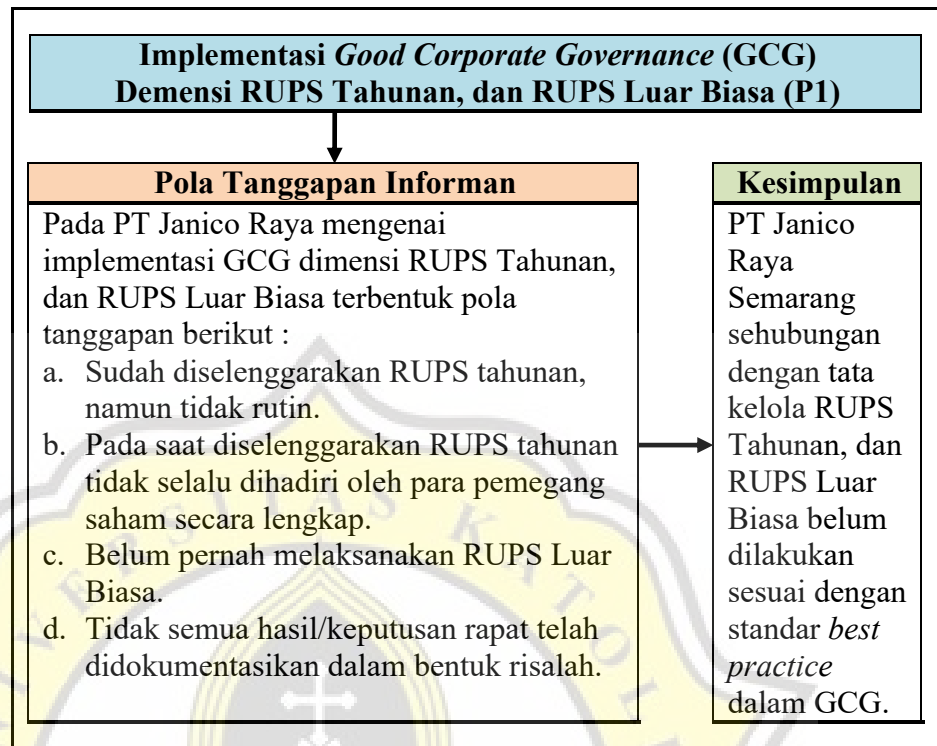 Implementasi Good Corporate Governance (GCG)
Demensi RUPS Tahunan, dan RUPS Luar Biasa (P1)
Pola Tanggapan Informan
Pada PT Janico Raya mengenai
implementasi GCG dimensi RUPS Tahunan,
dan RUPS Luar Biasa terbentuk pola
tanggapan berikut :
a. Sudah diselenggarakan RUPS tahunan,
namun tidak rutin.
b. Pada saat diselenggarakan RUPS tahunan
tidak selalu dihadiri oleh para pemegang
saham secara lengkap.
c. Belum pernah melaksanakan RUPS Luar
Biasa.
d. Tidak semua hasil/keputusan rapat telah
didokumentasikan dalam bentuk risalah.
Kesimpulan
PT Janico
Raya
Semarang
sehubungan
dengan tata
kelola RUPS
Tahunan, dan
RUPS Luar
Biasa belum
dilakukan
sesuai dengan
standar best
practice
dalam GCG.